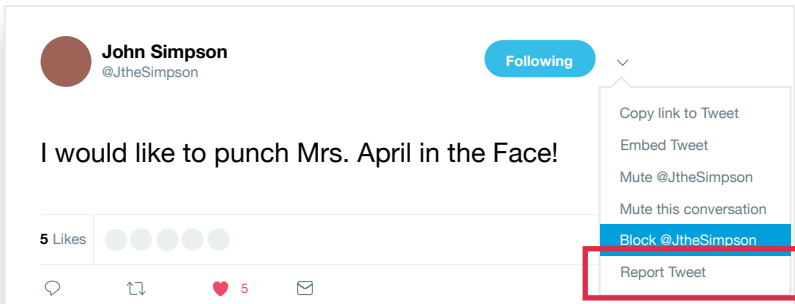 John Simpson
@JtheSimpson
Following
I would like to punch Mrs. April in the Face!
5 Likes
5
Copy link to Tweet
Embed Tweet
Mute @JtheSimpson
Mute this conversation
Block @JtheSimpson
Report Tweet